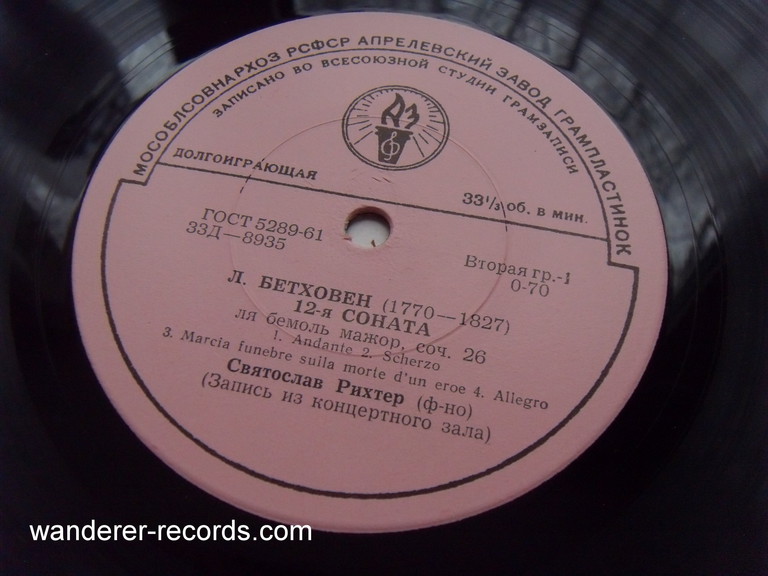 МОСОБЛСОВНАРХОЗ РСФСР АПРЕЛЕВСКИЙ ЗАВОД ГРАМПЛАСТИНОК
ЗАПИСАНО ВО ВСЕСОЮЗНОЙ СТУДИИ ГРАМЗАПИСИ
АЗ
ДОЛГОИГРАЮЩАЯ
33 1/3 об. в мин.
ГОСТ 5289-61
33Д—8935
Вторая гр.-1
0-70
Л. БЕТХОВЕН (1770—1827)
12-я СОНАТА
ля бемоль мажор, соч. 26
1. Andante 2. Scherzo
3. Marcia funebre sulla morte d'un eroe 4. Allegro
Святослав Рихтер (ф-но)
(Запись из концертного зала)
wanderer-records.com